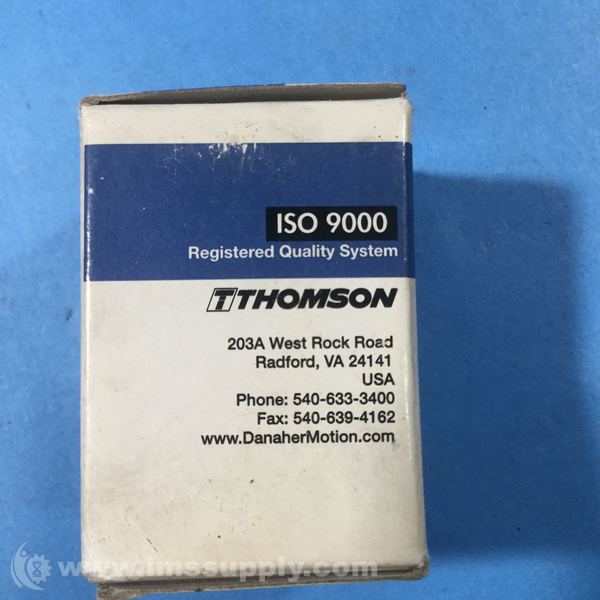 ISO 9000
Registered Quality System
THOMSON
203A West Rock Road
Radford, VA 24141
USA
Phone: 540-633-3400
Fax: 540-639-4162
www.DanaherMotion.com
www.imssupply.com